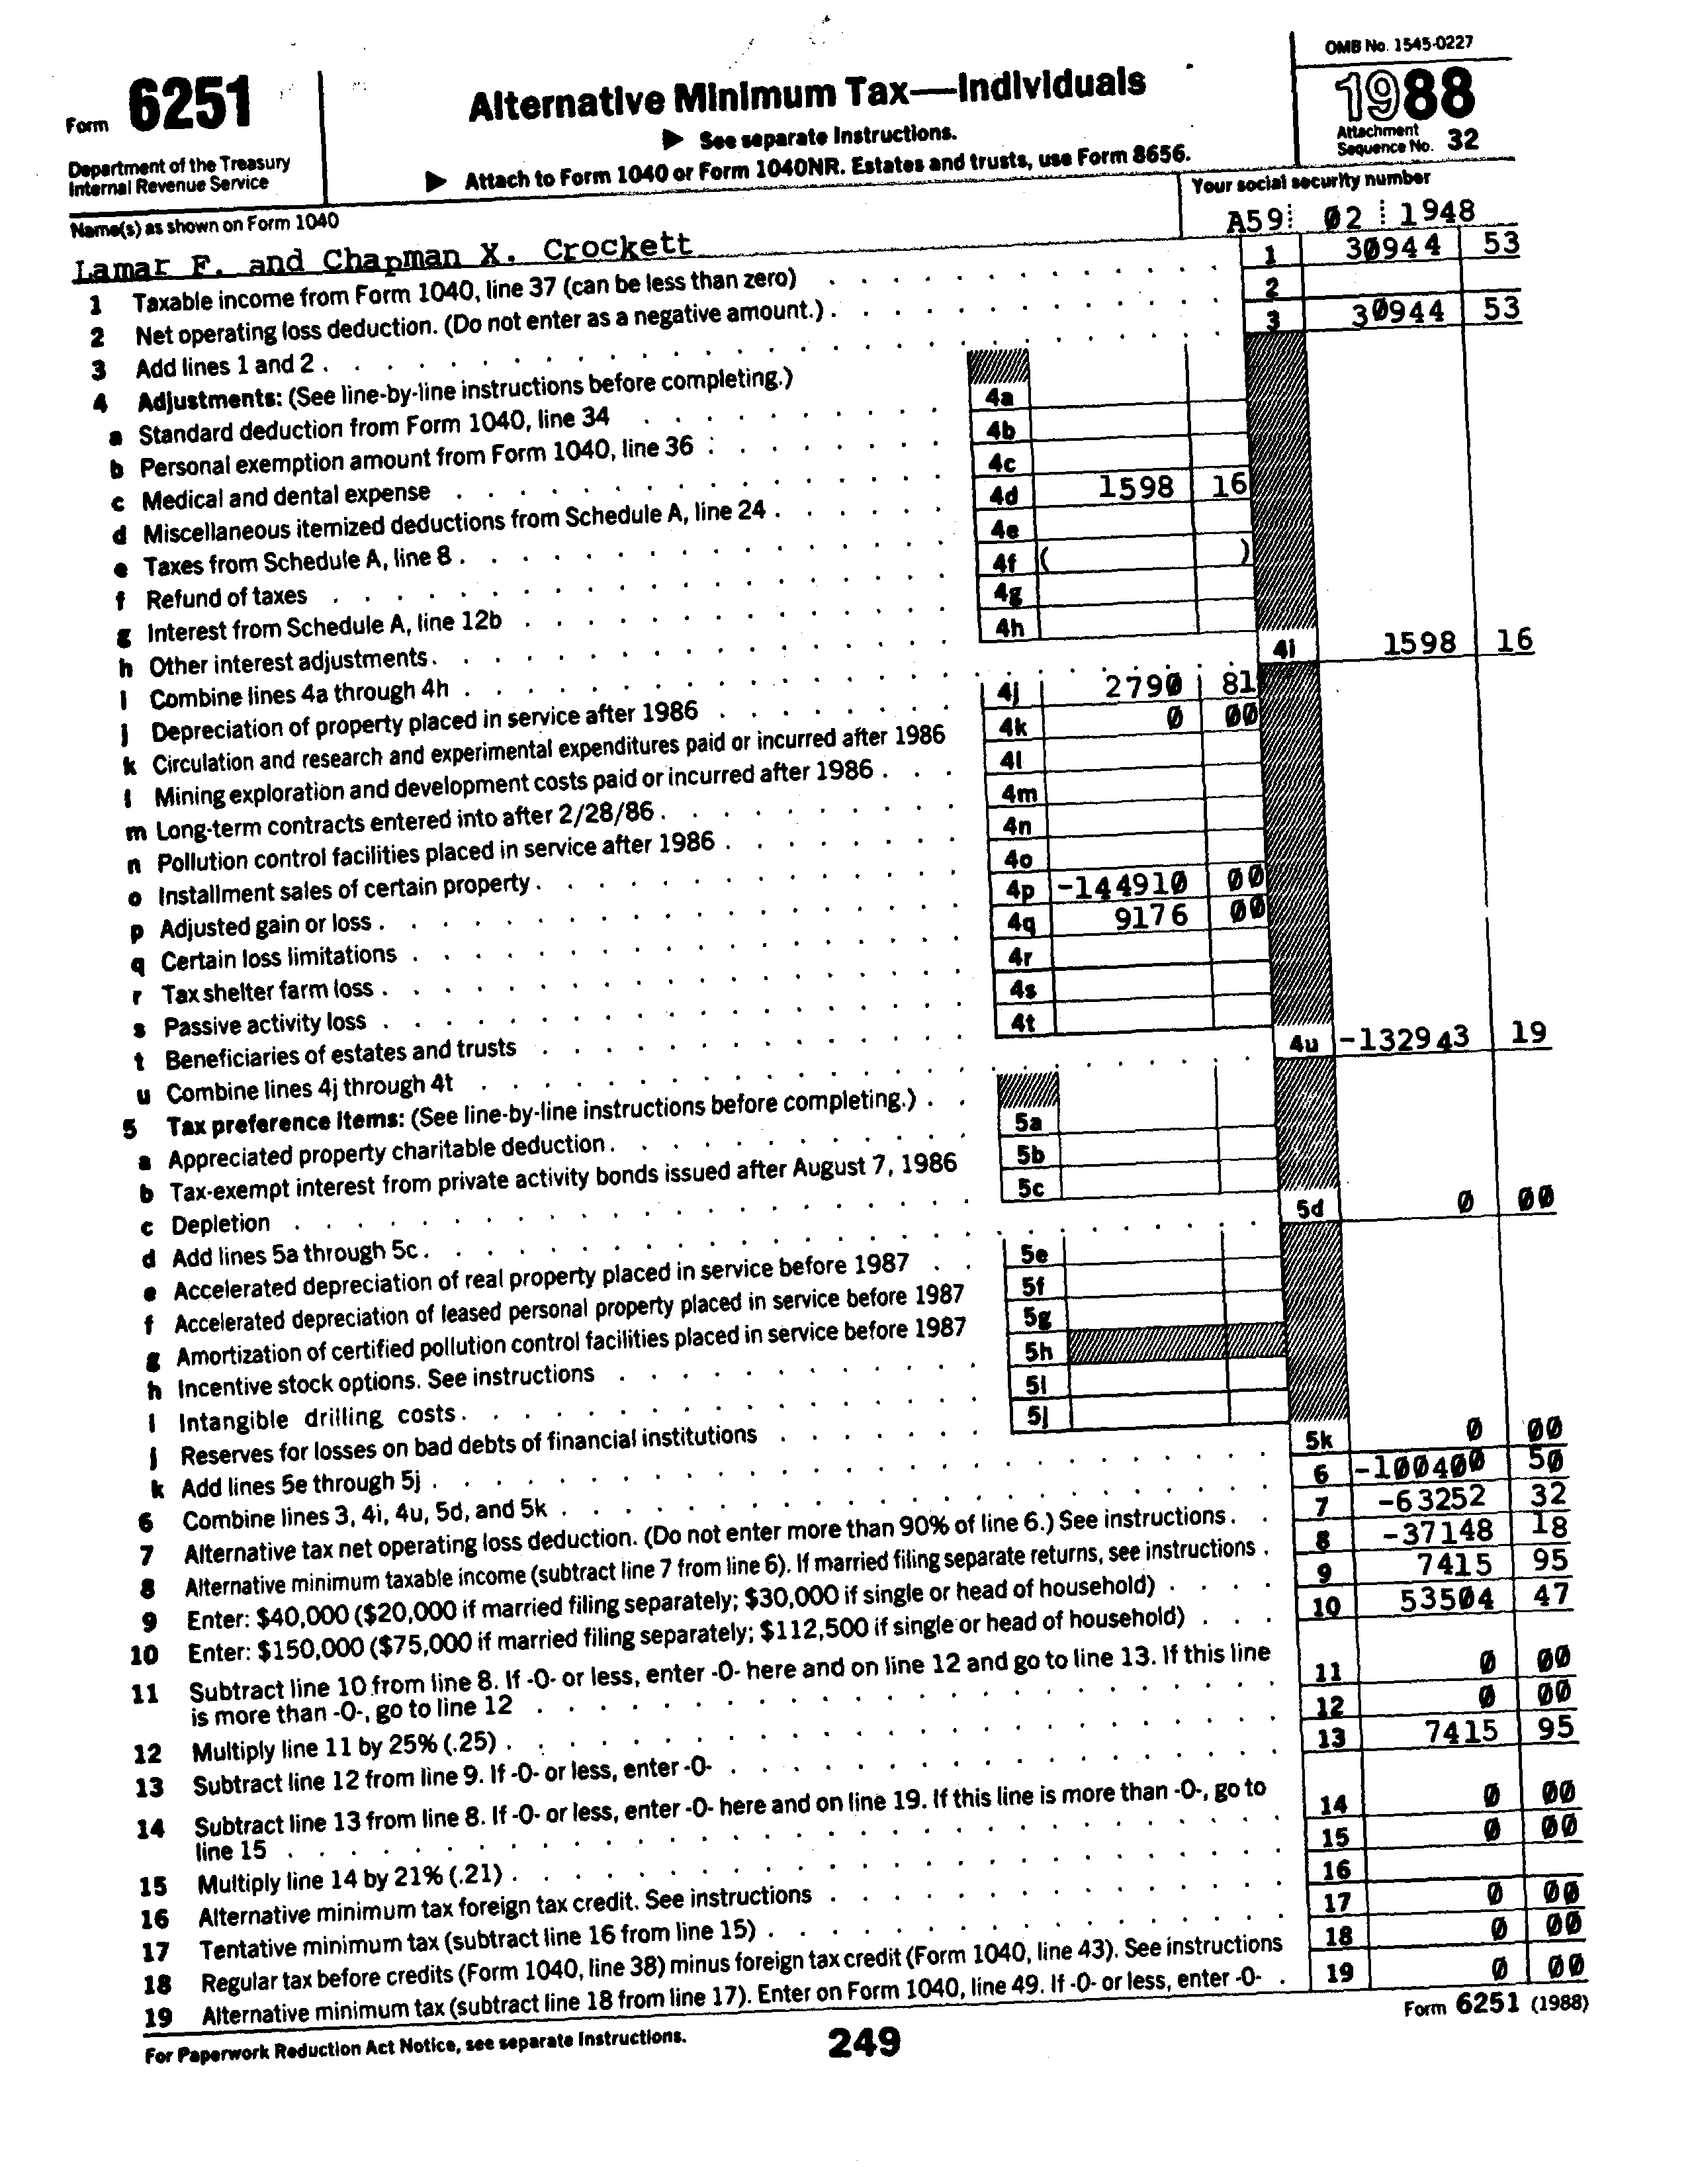 Form 6251
Department of the Treasury
Internal Revenue Service
Alternative Minimum Tax—Individuals
▶ See separate Instructions.
▶ Attach to Form 1040 or Form 1040NR. Estates and trusts, use Form 8656.
OMB No. 1545-0227
1988
Attachment
Sequence No. 32
Name(s) as shown on Form 1040
Your social security number
Lamar F. and Chapman X. Crockett
A59 02 1948
1 Taxable income from Form 1040, line 37 (can be less than zero) . . . 1 30944 53
2 Net operating loss deduction. (Do not enter as a negative amount.) . . . 2
3 Add lines 1 and 2 . . . 3 30944 53
4 Adjustments: (See line-by-line instructions before completing.)
a Standard deduction from Form 1040, line 34 . . . 4a
b Personal exemption amount from Form 1040, line 36 . . . 4b
c Medical and dental expense . . . 4c
d Miscellaneous itemized deductions from Schedule A, line 24 . . . 4d 1598 16
e Taxes from Schedule A, line 8 . . . 4e
f Refund of taxes . . . 4f ( )
g Interest from Schedule A, line 12b . . . 4g
h Other interest adjustments . . . 4h
i Combine lines 4a through 4h . . . 4i 1598 16
j Depreciation of property placed in service after 1986 . . . 4j 2790 81
k Circulation and research and experimental expenditures paid or incurred after 1986 4k 0 00
l Mining exploration and development costs paid or incurred after 1986 . . . 4l
m Long-term contracts entered into after 2/28/86 . . . 4m
n Pollution control facilities placed in service after 1986 . . . 4n
o Installment sales of certain property . . . 4o
p Adjusted gain or loss . . . 4p -144910 00
q Certain loss limitations . . . 4q 9176 00
r Tax shelter farm loss . . . 4r
s Passive activity loss . . . 4s
t Beneficiaries of estates and trusts . . . 4t
u Combine lines 4j through 4t . . . 4u -132943 19
5 Tax preference items: (See line-by-line instructions before completing.) . .
a Appreciated property charitable deduction . . . 5a
b Tax-exempt interest from private activity bonds issued after August 7, 1986 5b
c Depletion . . . 5c
d Add lines 5a through 5c . . . 5d 0 00
e Accelerated depreciation of real property placed in service before 1987 . . 5e
f Accelerated depreciation of leased personal property placed in service before 1987 5f
g Amortization of certified pollution control facilities placed in service before 1987 5g
h Incentive stock options. See instructions . . . 5h
i Intangible drilling costs . . . 5i
j Reserves for losses on bad debts of financial institutions . . . 5j
k Add lines 5e through 5j . . . 5k 0 00
6 Combine lines 3, 4i, 4u, 5d, and 5k . . . 6 -100400 50
7 Alternative tax net operating loss deduction. (Do not enter more than 90% of line 6.) See instructions . . 7 -63252 32
8 Alternative minimum taxable income (subtract line 7 from line 6). If married filing separate returns, see instructions . 8 -37148 18
9 Enter: $40,000 ($20,000 if married filing separately; $30,000 if single or head of household) . . . 9 7415 95
10 Enter: $150,000 ($75,000 if married filing separately; $112,500 if single or head of household) . . . 10 53504 47
11 Subtract line 10 from line 8. If -0- or less, enter -0- here and on line 12 and go to line 13. If this line
is more than -0-, go to line 12 . . . 11 0 00
12 Multiply line 11 by 25% (.25) . . . 12 0 00
13 Subtract line 12 from line 9. If -0- or less, enter -0- . . . 13 7415 95
14 Subtract line 13 from line 8. If -0- or less, enter -0- here and on line 19. If this line is more than -0-, go to
line 15 . . . 14 0 00
15 Multiply line 14 by 21% (.21) . . . 15 0 00
16 Alternative minimum tax foreign tax credit. See instructions . . . 16
17 Tentative minimum tax (subtract line 16 from line 15) . . . 17 0 00
18 Regular tax before credits (Form 1040, line 38) minus foreign tax credit (Form 1040, line 43). See instructions 18 0 00
19 Alternative minimum tax (subtract line 18 from line 17). Enter on Form 1040, line 49. If -0- or less, enter -0- . 19 0 00
For Paperwork Reduction Act Notice, see separate Instructions.
249
Form 6251 (1988)